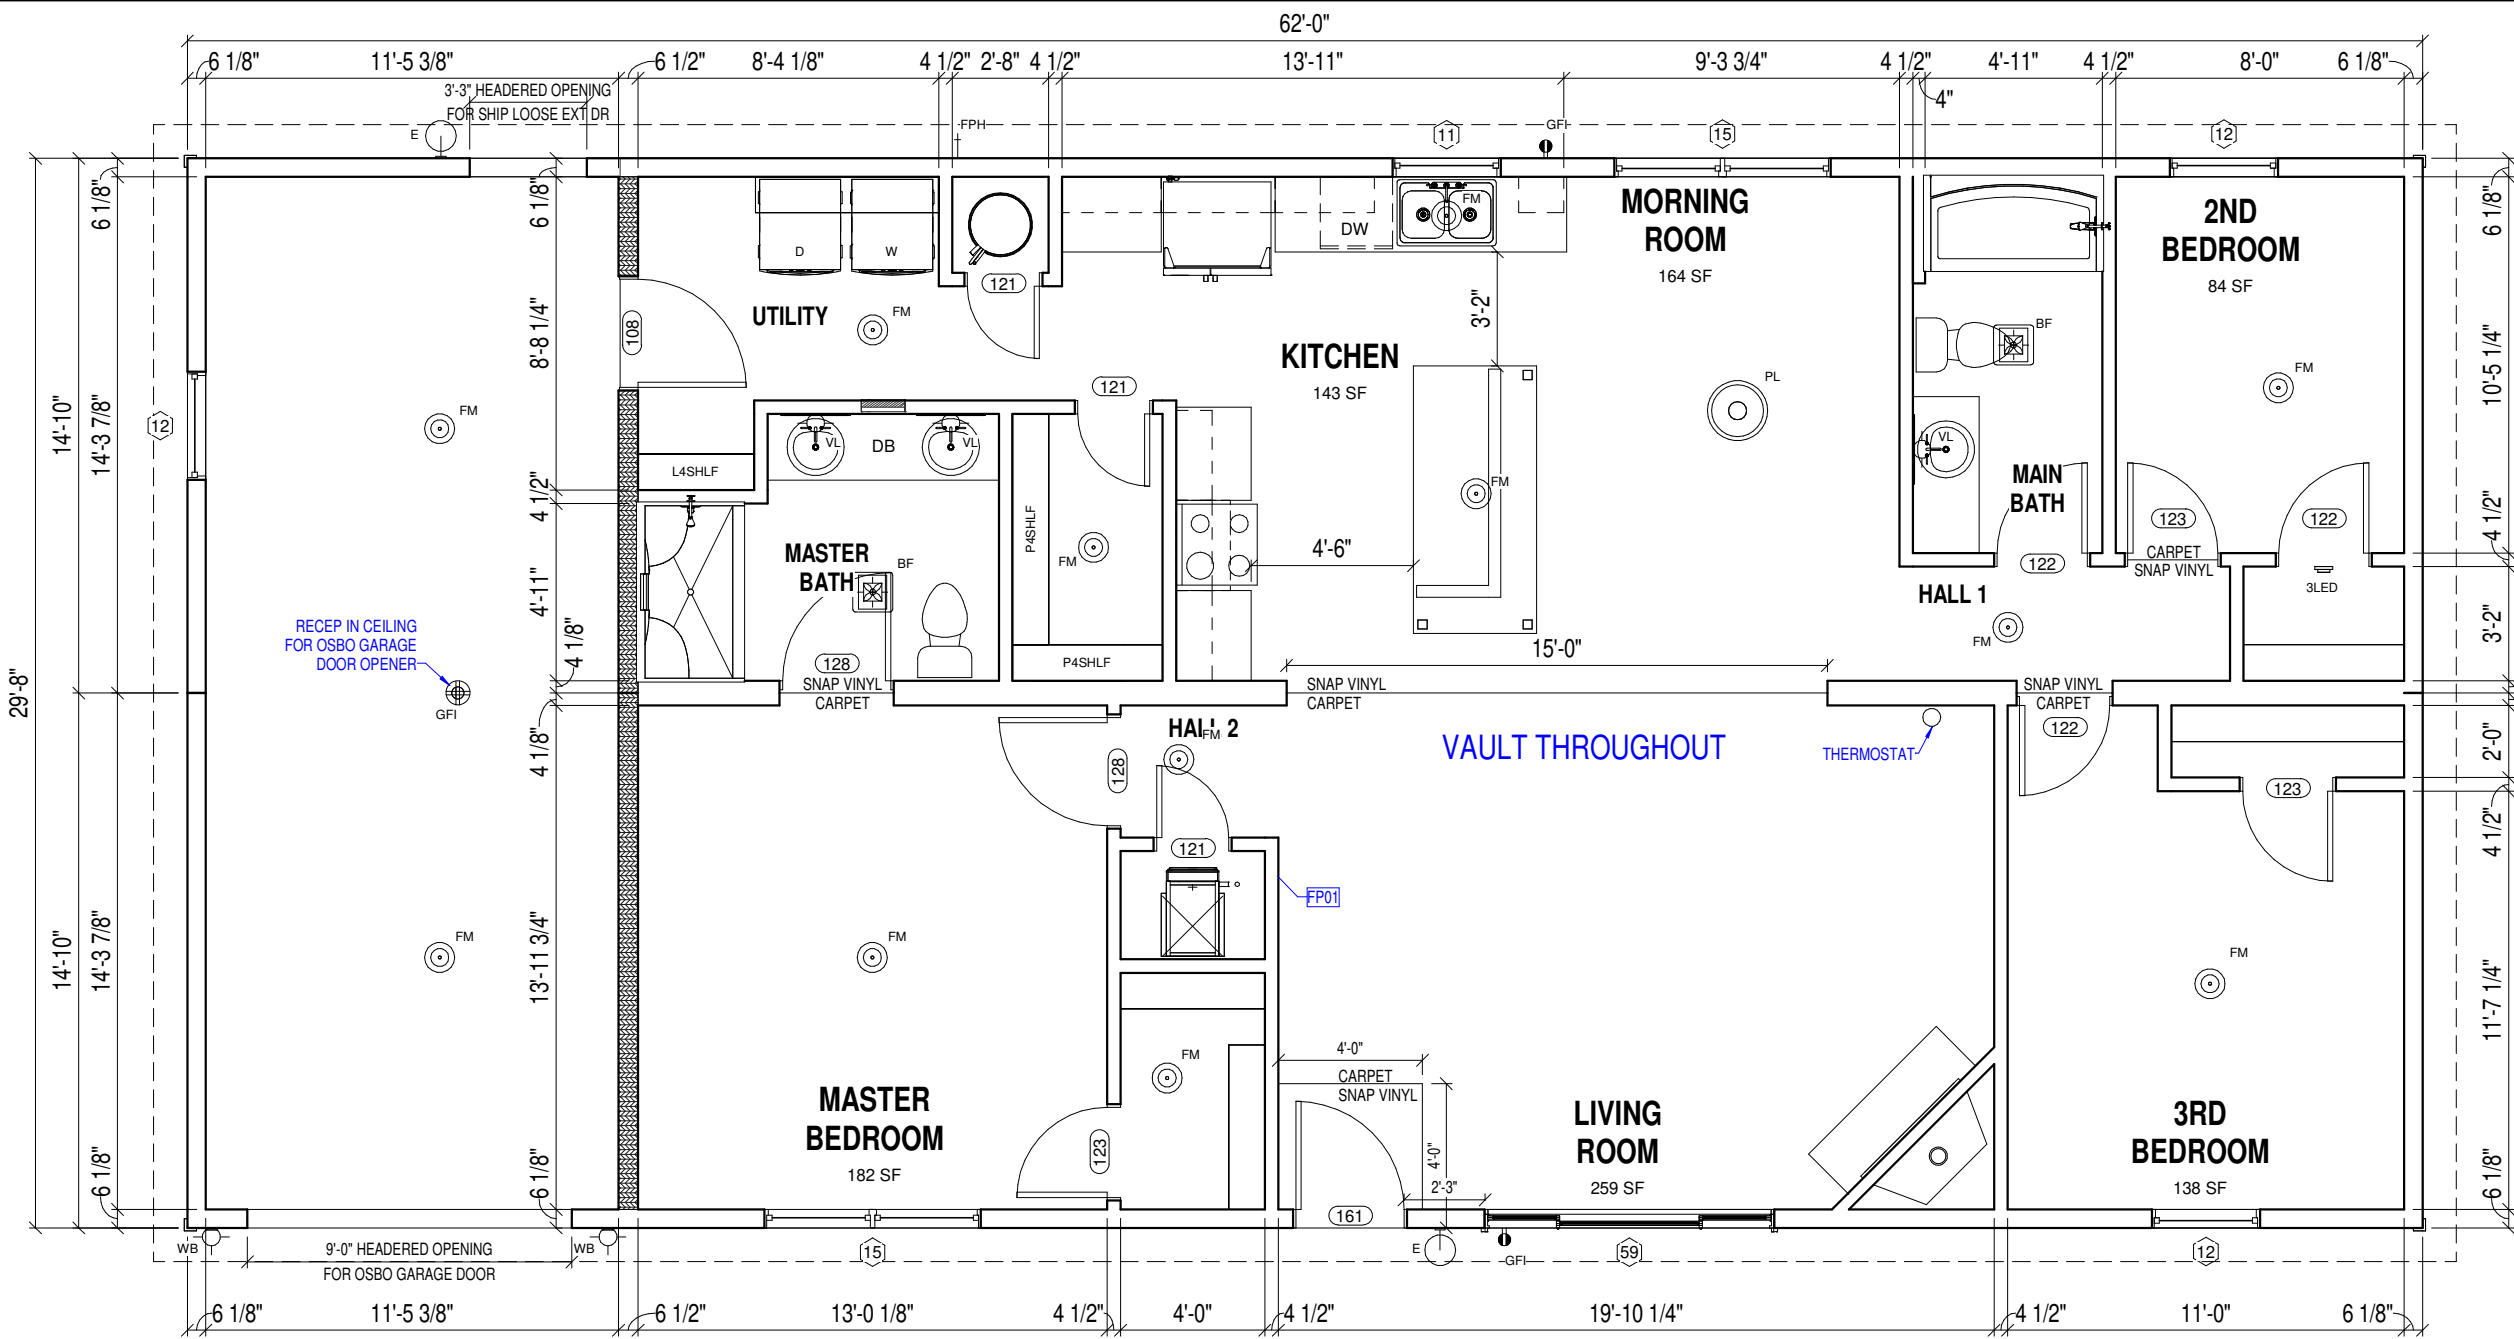 62'-0"
6 1/8" 11'-5 3/8" 6 1/2" 8'-4 1/8" 4 1/2" 2'-8" 4 1/2" 13'-11" 9'-3 3/4" 4 1/2" 4'-11" 4 1/2" 8'-0" 6 1/8"
4"
3'-3" HEADERED OPENING
FOR SHIP LOOSE EXT DR
E
FPH
11
GFI
15
12
6 1/8"
6 1/8"
6 1/8"
D
W
121
DW
FM
MORNING
ROOM
164 SF
2ND
BEDROOM
84 SF
UTILITY
FM
108
8'-8 1/4"
3'-2"
KITCHEN
143 SF
BF
10'-5 1/4"
FM
PL
FM
121
12
14'-10"
14'-3 7/8"
VL
DB
VL
VL
L4SHLF
4 1/2"
P4SHLF
FM
FM
MAIN
BATH
123
122
4 1/2"
CARPET
SNAP VINYL
122
MASTER
BATH
BF
4'-6"
3LED
HALL 1
FM
4'-11"
4 1/8"
3'-2"
RECEP IN CEILING
FOR OSBO GARAGE
DOOR OPENER
GFI
29'-8"
128
SNAP VINYL
CARPET
P4SHLF
15'-0"
SNAP VINYL
CARPET
SNAP VINYL
CARPET
122
4 1/8"
HALL 2
FM
VAULT THROUGHOUT
THERMOSTAT
2'-0"
128
123
4 1/2"
121
FP01
14'-10"
14'-3 7/8"
FM
13'-11 3/4"
FM
FM
11'-7 1/4"
FM
4'-0"
CARPET
SNAP VINYL
4'-0"
MASTER
BEDROOM
182 SF
123
LIVING
ROOM
259 SF
3RD
BEDROOM
138 SF
6 1/8"
6 1/8"
2'-3"
6 1/8"
161
WB
9'-0" HEADERED OPENING
FOR OSBO GARAGE DOOR
WB
15
E
GFI
59
12
6 1/8" 11'-5 3/8" 6 1/2" 13'-0 1/8" 4 1/2" 4'-0" 4 1/2" 19'-10 1/4" 4 1/2" 11'-0" 6 1/8"